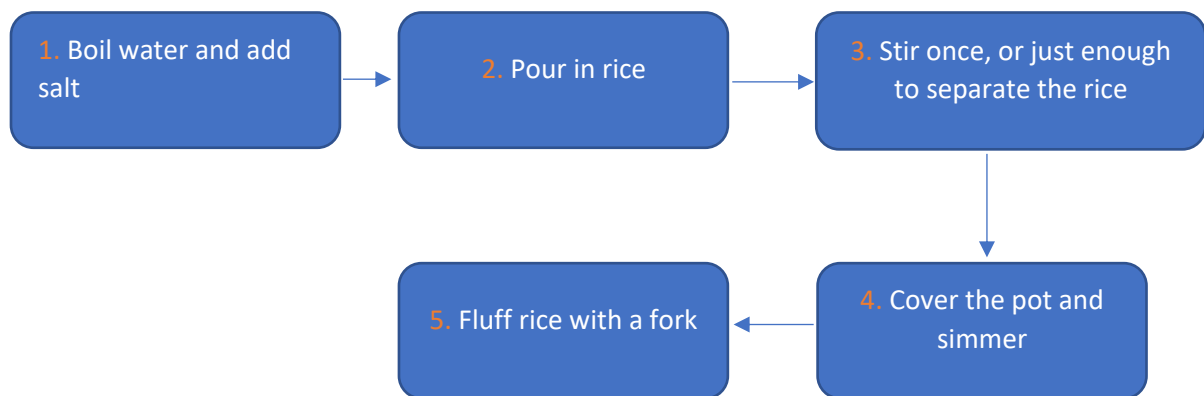 1. Boil water and add
salt
2. Pour in rice
3. Stir once, or just enough
to separate the rice
4. Cover the pot and
simmer
5. Fluff rice with a fork